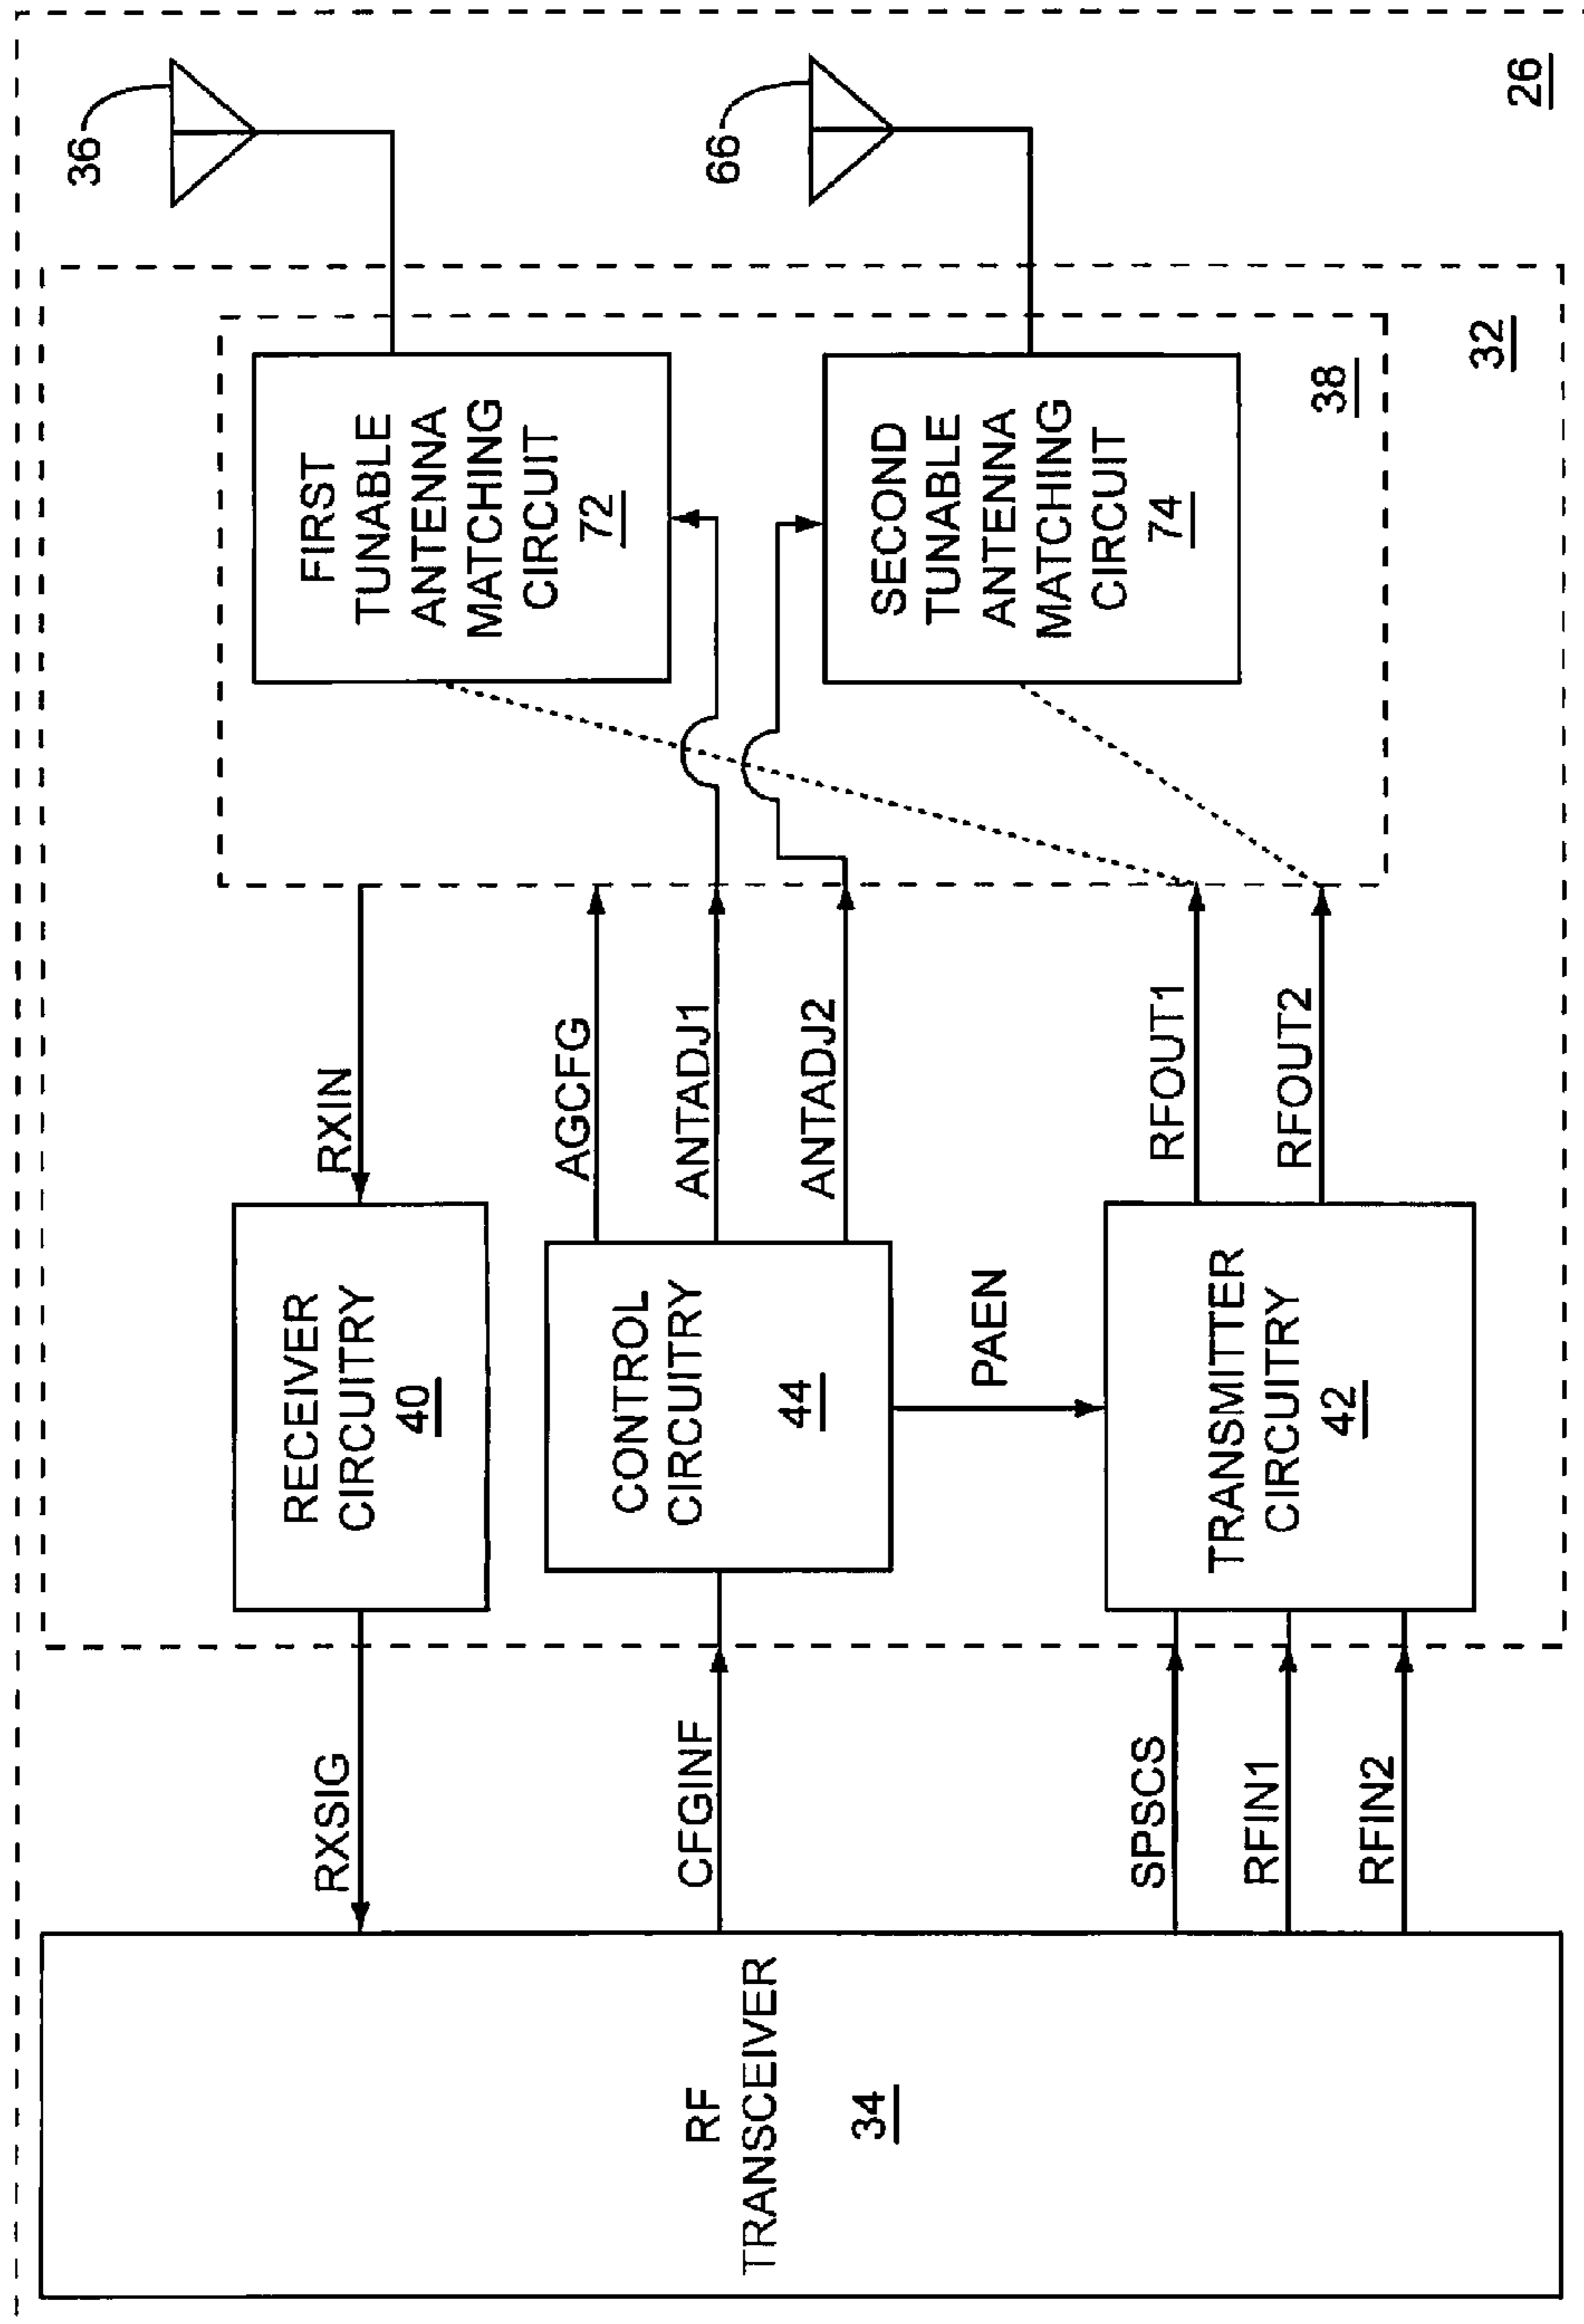 RF
TRANSCEIVER
34
RXSIG
CFGINF
SPSCS
RFIN1
RFIN2
RECEIVER
CIRCUITRY
40
CONTROL
CIRCUITRY
44
PAEN
TRANSMITTER
CIRCUITRY
42
RXIN
AGCFG
ANTADJ1
ANTADJ2
RFOUT1
RFOUT2
FIRST
TUNABLE
ANTENNA
MATCHING
CIRCUIT
72
SECOND
TUNABLE
ANTENNA
MATCHING
CIRCUIT
74
38
32
36
66
26